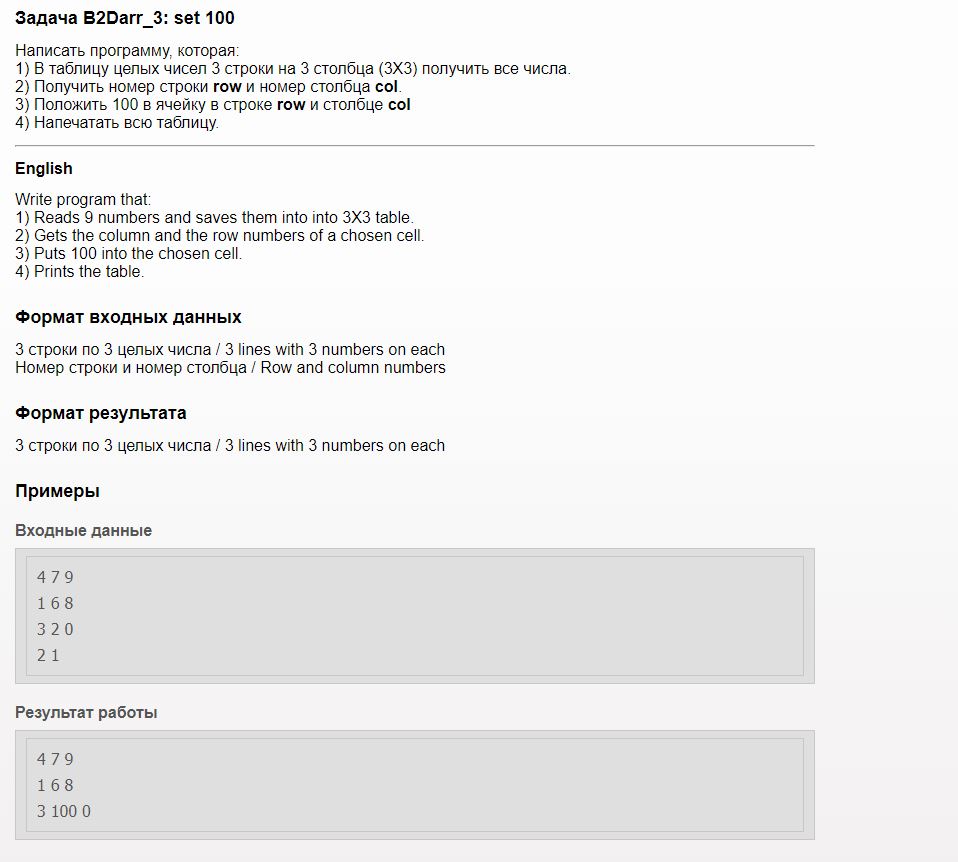 Задача B2Darr_3: set 100
Написать программу, которая:
1) В таблицу целых чисел 3 строки на 3 столбца (3X3) получить все числа.
2) Получить номер строки row и номер столбца col.
3) Положить 100 в ячейку в строке row и столбце col
4) Напечатать всю таблицу.
English
Write program that:
1) Reads 9 numbers and saves them into into 3X3 table.
2) Gets the column and the row numbers of a chosen cell.
3) Puts 100 into the chosen cell.
4) Prints the table.
Формат входных данных
3 строки по 3 целых числа / 3 lines with 3 numbers on each
Номер строки и номер столбца / Row and column numbers
Формат результата
3 строки по 3 целых числа / 3 lines with 3 numbers on each
Примеры
Входные данные
4 7 9
1 6 8
3 2 0
2 1
Результат работы
4 7 9
1 6 8
3 100 0